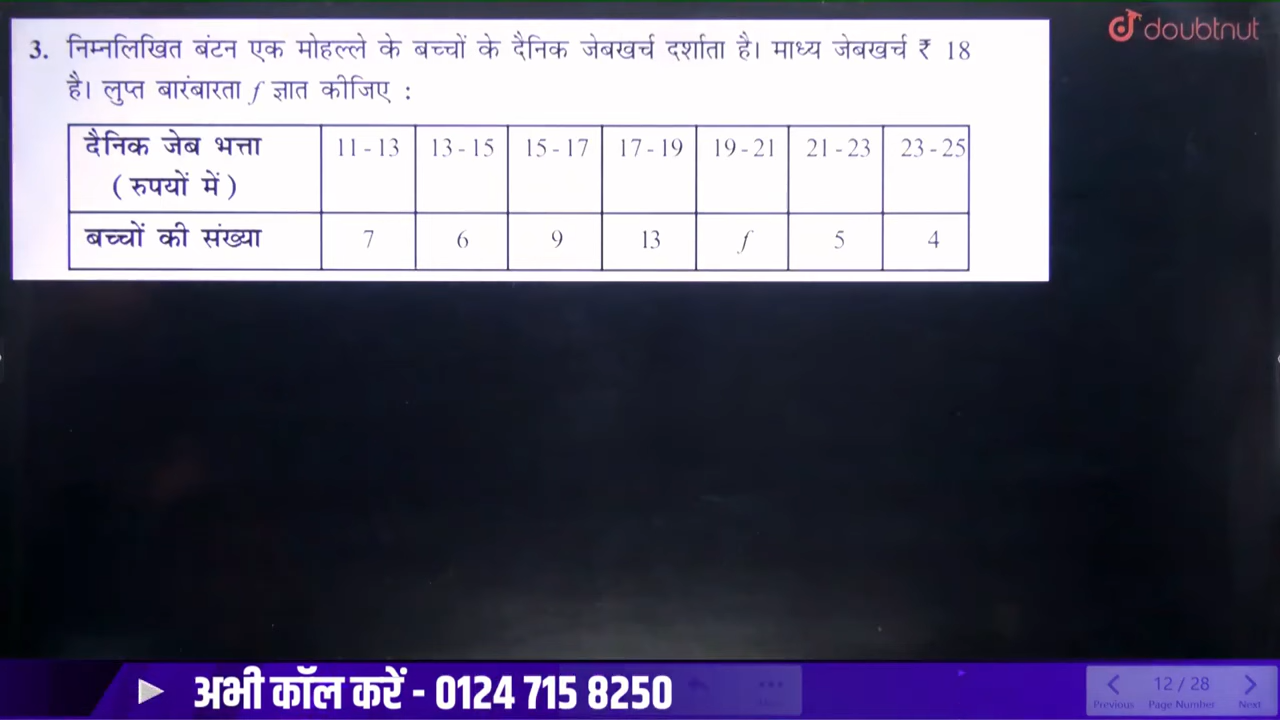 doubtnut
3. निम्नलिखित बंटन एक मोहल्ले के बच्चों के दैनिक जेबखर्च दर्शाता है। माध्य जेबखर्च ₹ 18
है। लुप्त बारंबारता f ज्ञात कीजिए :
दैनिक जेब भत्ता 11 - 13 13 - 15 15 - 17 17 - 19 19 - 21 21 - 23 23 - 25
( रुपयों में )
बच्चों की संख्या 7 6 9 13 f 5 4
अभी कॉल करें - 0124 715 8250
12 / 28
Previous Page Number Next